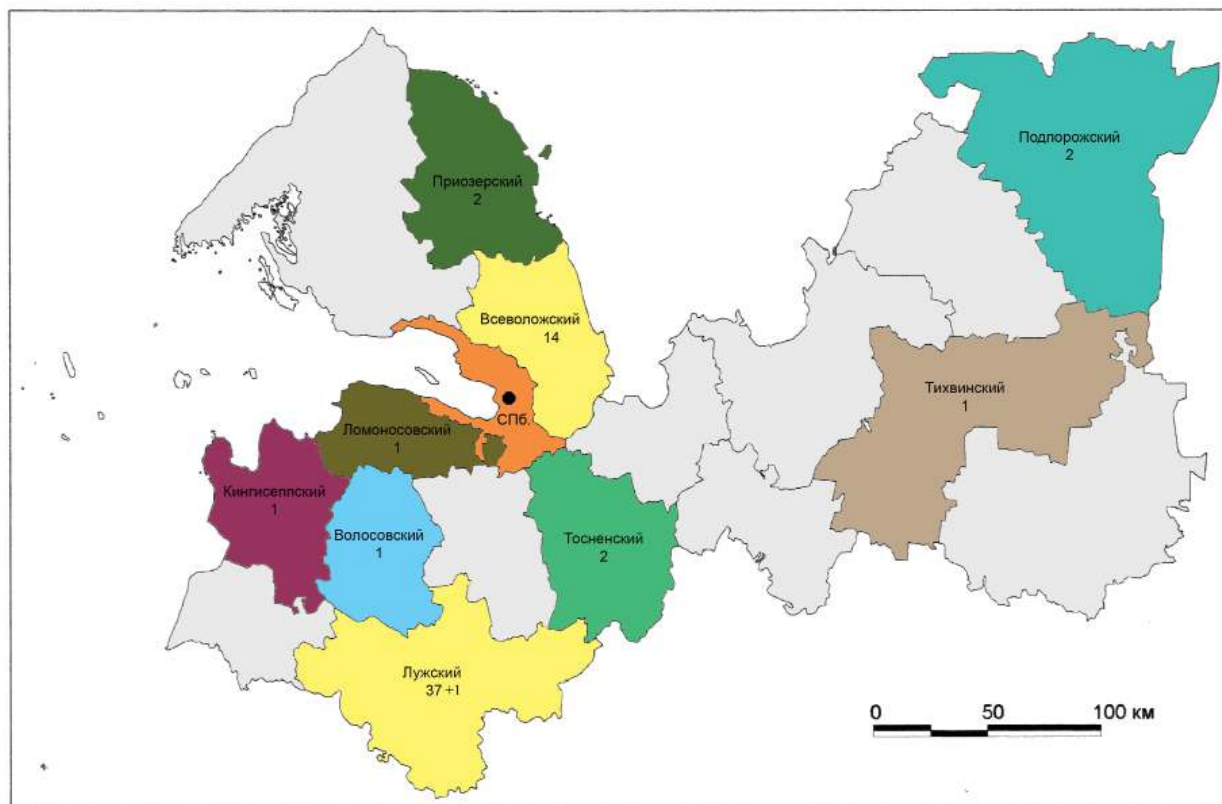 Подпорожский
2
Приозерский
2
Всеволожский
14
Тихвинский
1
СПб.
Ломоносовский
1
Кингисеппский
1
Волосовский
1
Тосненский
2
Лужский
37 +1
0 50 100 км